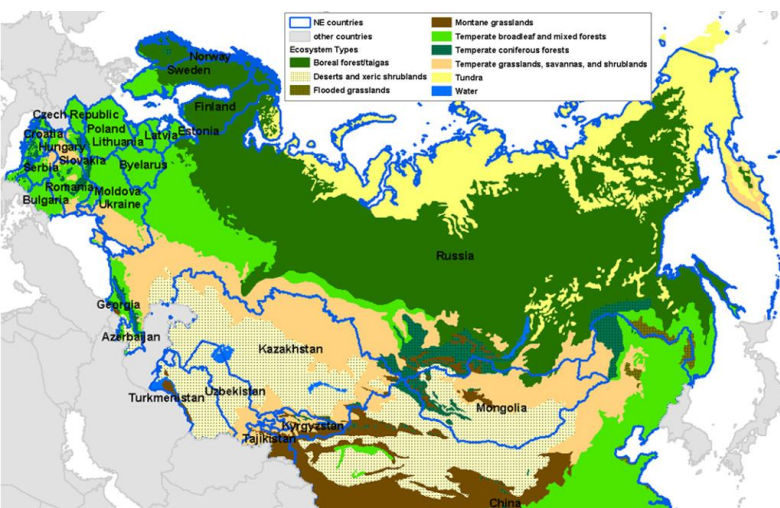 NE countries
other countries
Ecosystem Types
Boreal forest/taigas
Deserts and xeric shrublands
Flooded grasslands
Montane grasslands
Temperate broadleaf and mixed forests
Temperate coniferous forests
Temperate grasslands, savannas, and shrublands
Tundra
Water
Norway
Sweden
Finland
Czech Republic
Poland
Latvia
Estonia
Croatia
Hungary
Lithuania
Slovakia
Byelarus
Serbia
Romania
Moldova
Bulgaria
Ukraine
Russia
Georgia
Azerbaijan
Kazakhstan
Turkmenistan
Uzbekistan
Kyrgyzstan
Tajikistan
Mongolia
China